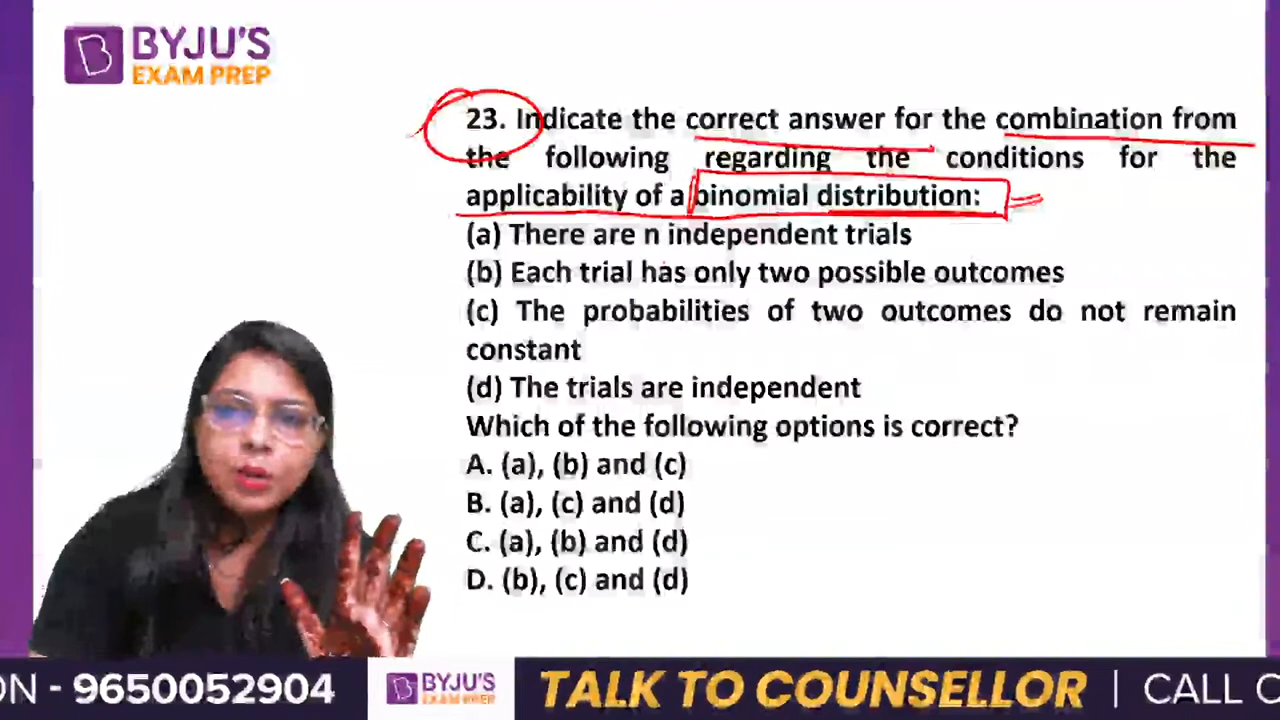 BYJU'S
EXAM PREP
23. Indicate the correct answer for the combination from
the following regarding the conditions for the
applicability of a binomial distribution:
(a) There are n independent trials
(b) Each trial has only two possible outcomes
(c) The probabilities of two outcomes do not remain
constant
(d) The trials are independent
Which of the following options is correct?
A. (a), (b) and (c)
B. (a), (c) and (d)
C. (a), (b) and (d)
D. (b), (c) and (d)
ON - 9650052904
BYJU'S
EXAM PREP
TALK TO COUNSELLOR | CALL